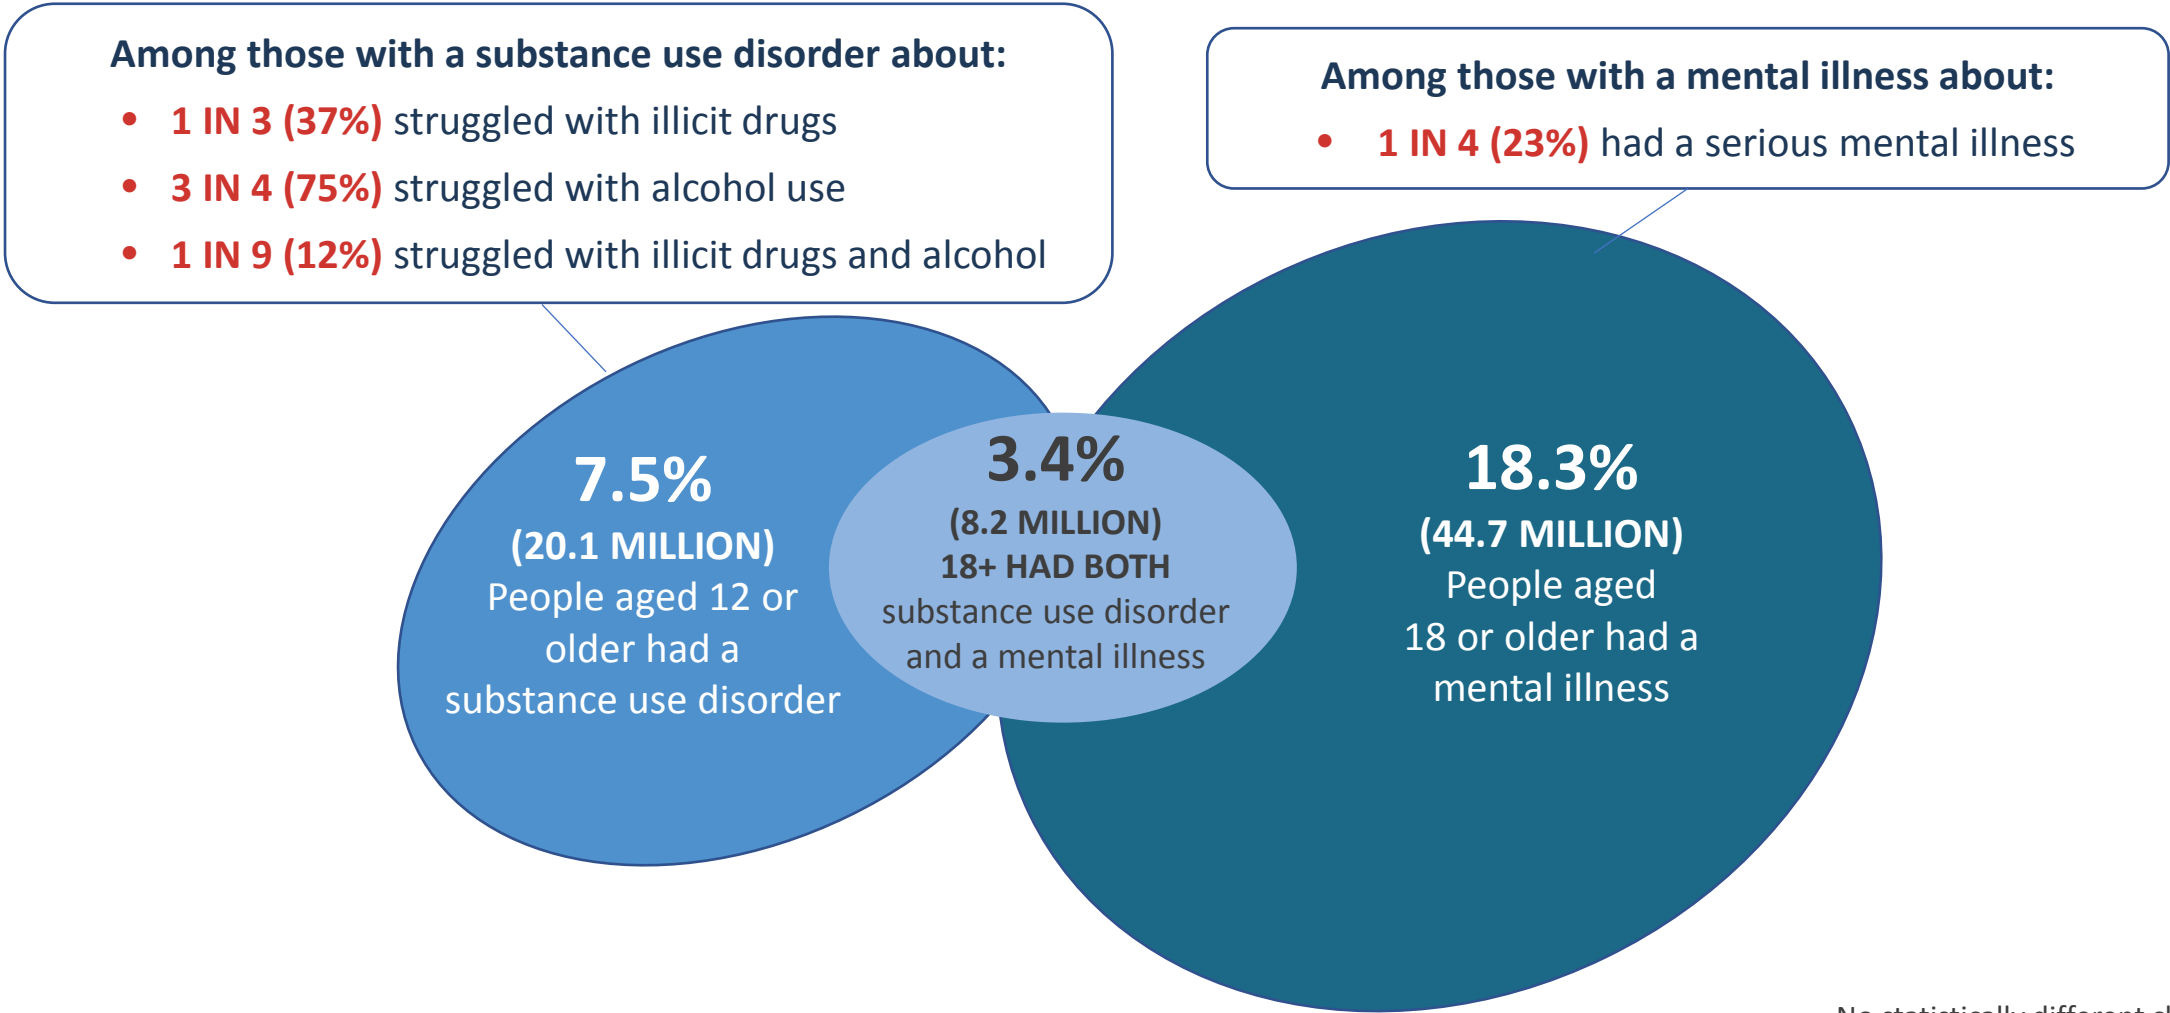 Among those with a substance use disorder about:
• 1 IN 3 (37%) struggled with illicit drugs
• 3 IN 4 (75%) struggled with alcohol use
• 1 IN 9 (12%) struggled with illicit drugs and alcohol
Among those with a mental illness about:
• 1 IN 4 (23%) had a serious mental illness
7.5%
(20.1 MILLION)
People aged 12 or
older had a
substance use disorder
3.4%
(8.2 MILLION)
18+ HAD BOTH
substance use disorder
and a mental illness
18.3%
(44.7 MILLION)
People aged
18 or older had a
mental illness
No statistically different